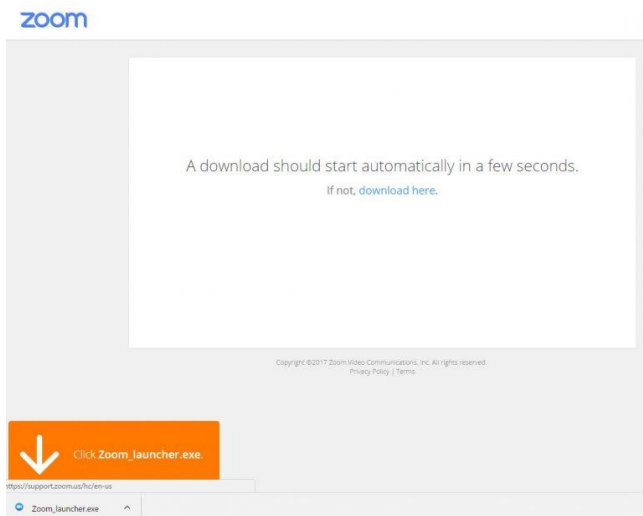 zoom
A download should start automatically in a few seconds.
If not, download here.
Copyright ©2017 Zoom Video Communications, Inc. All rights reserved.
Privacy Policy | Terms
Click Zoom_launcher.exe.
https://support.zoom.us/hc/en-us
Zoom_launcher.exe